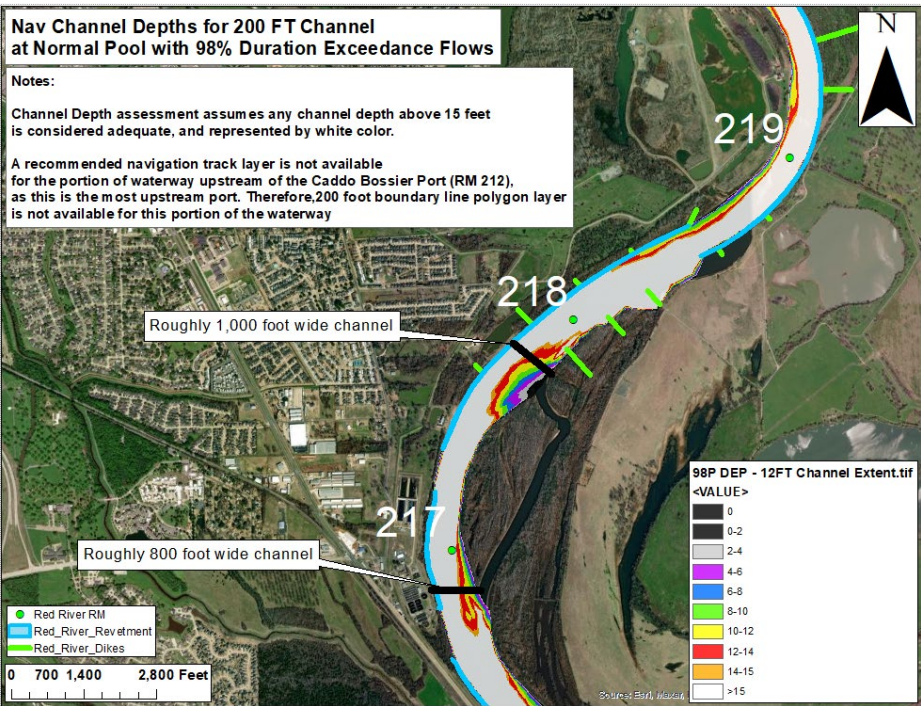 Nav Channel Depths for 200 FT Channel
at Normal Pool with 98% Duration Exceedance Flows
N
Notes:
Channel Depth assessment assumes any channel depth above 15 feet
is considered adequate, and represented by white color.
A recommended navigation track layer is not available
for the portion of waterway upstream of the Caddo Bossier Port (RM 212),
as this is the most upstream port. Therefore,200 foot boundary line polygon layer
is not available for this portion of the waterway
219
218
Roughly 1,000 foot wide channel
217
Roughly 800 foot wide channel
98P DEP - 12FT Channel Extent.tif
<VALUE>
0
0-2
2-4
4-6
6-8
8-10
10-12
12-14
14-15
>15
Red River RM
Red_River_Revetment
Red_River_Dikes
0 700 1,400 2,800 Feet
Source: Esri, Maxar,